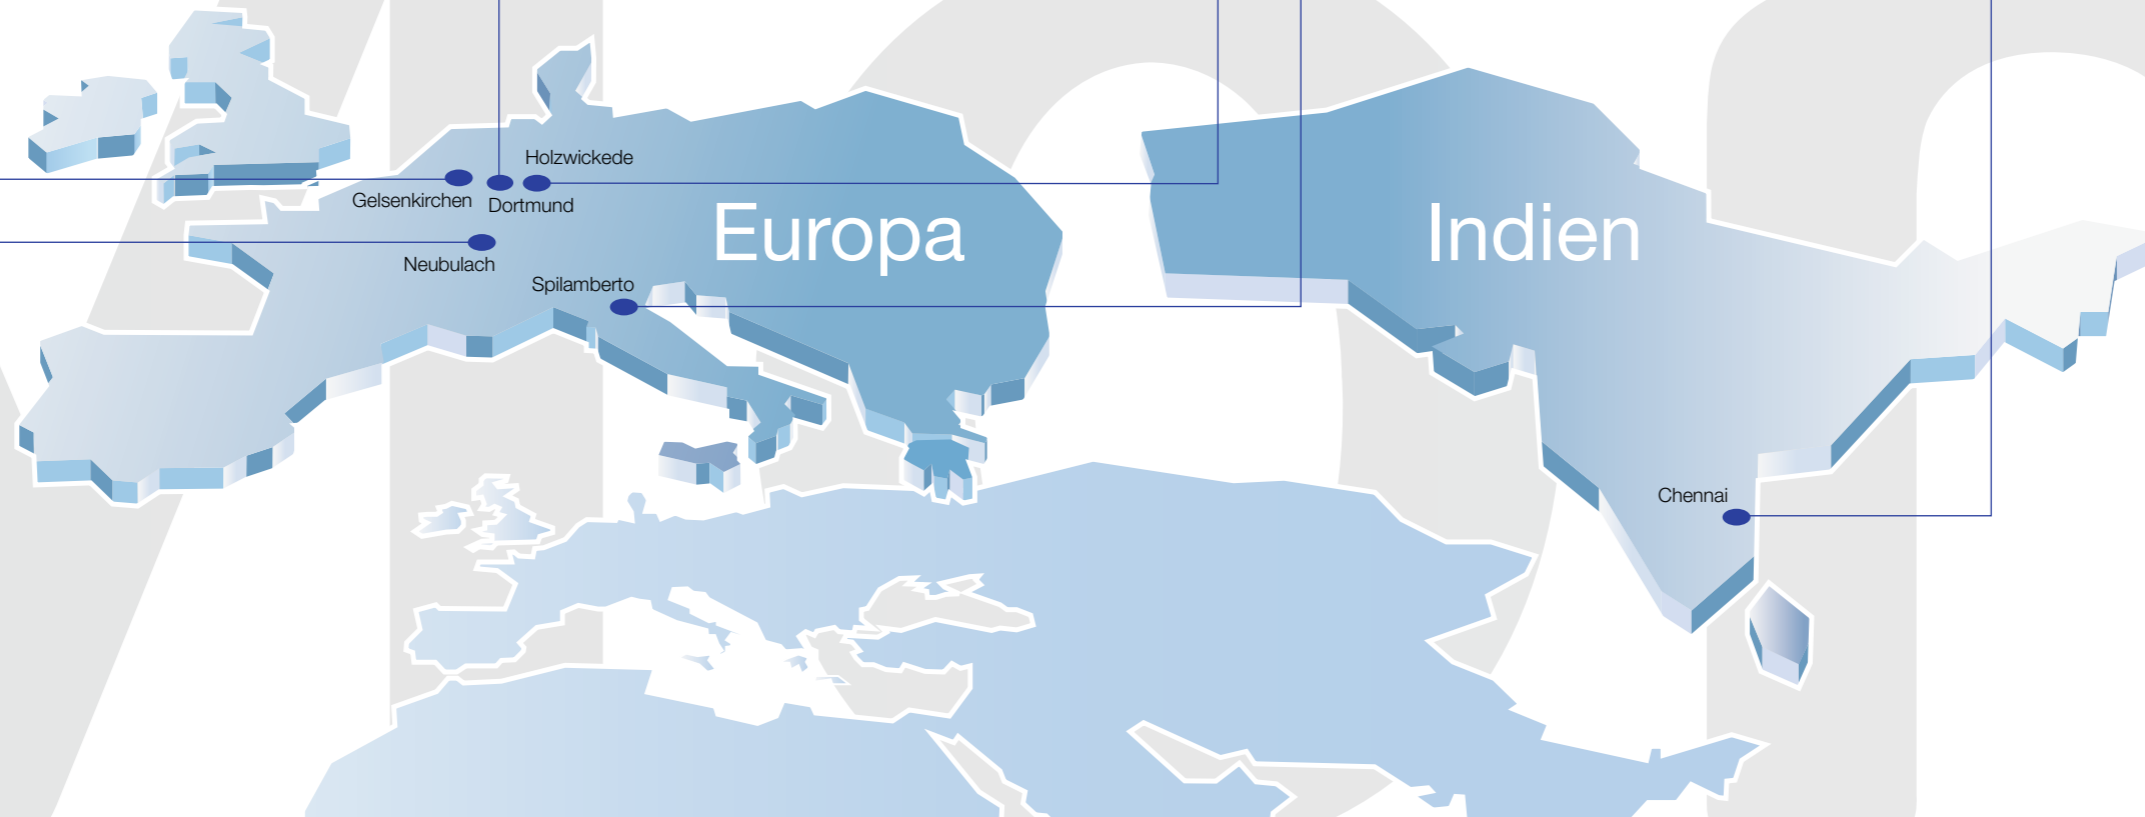 Holzwickede
Gelsenkirchen
Dortmund
Europa
Indien
Neubulach
Spilamberto
Chennai